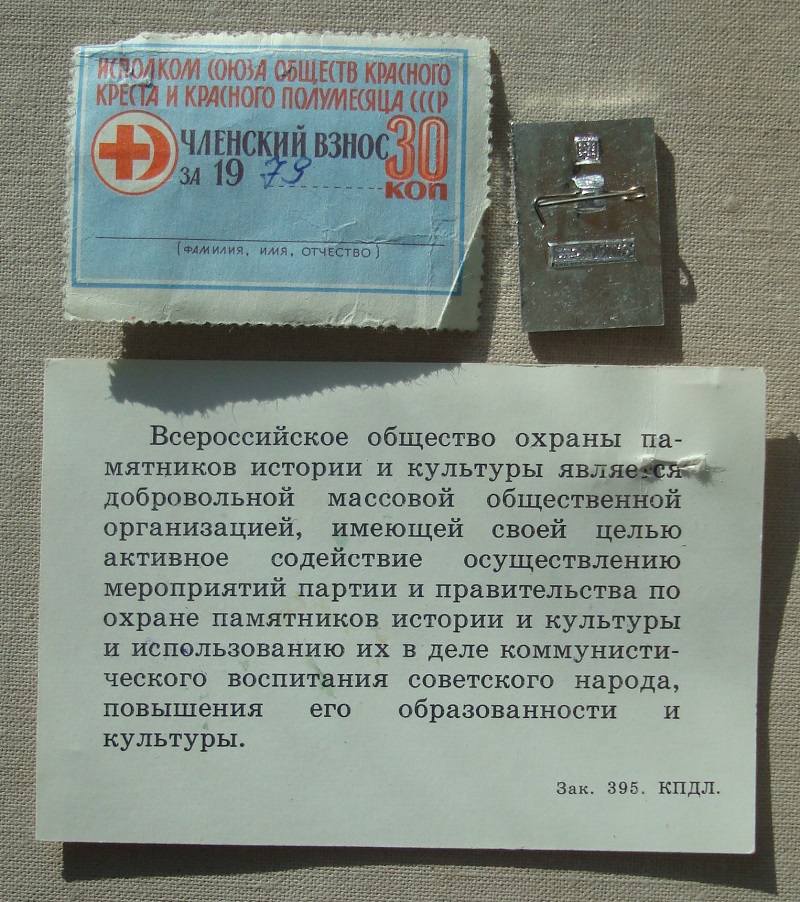 ИСПОЛКОМ СОЮЗА ОБЩЕСТВ КРАСНОГО
КРЕСТА И КРАСНОГО ПОЛУМЕСЯЦА СССР
ЧЛЕНСКИЙ ВЗНОС 30
ЗА 1979 КОП
(ФАМИЛИЯ, ИМЯ, ОТЧЕСТВО)
Всероссийское общество охраны па-
мятников истории и культуры является
добровольной массовой общественной
организацией, имеющей своей целью
активное содействие осуществлению
мероприятий партии и правительства по
охране памятников истории и культуры
и использованию их в деле коммунисти-
ческого воспитания советского народа,
повышения его образованности и
культуры.
Зак. 395. КПДЛ.